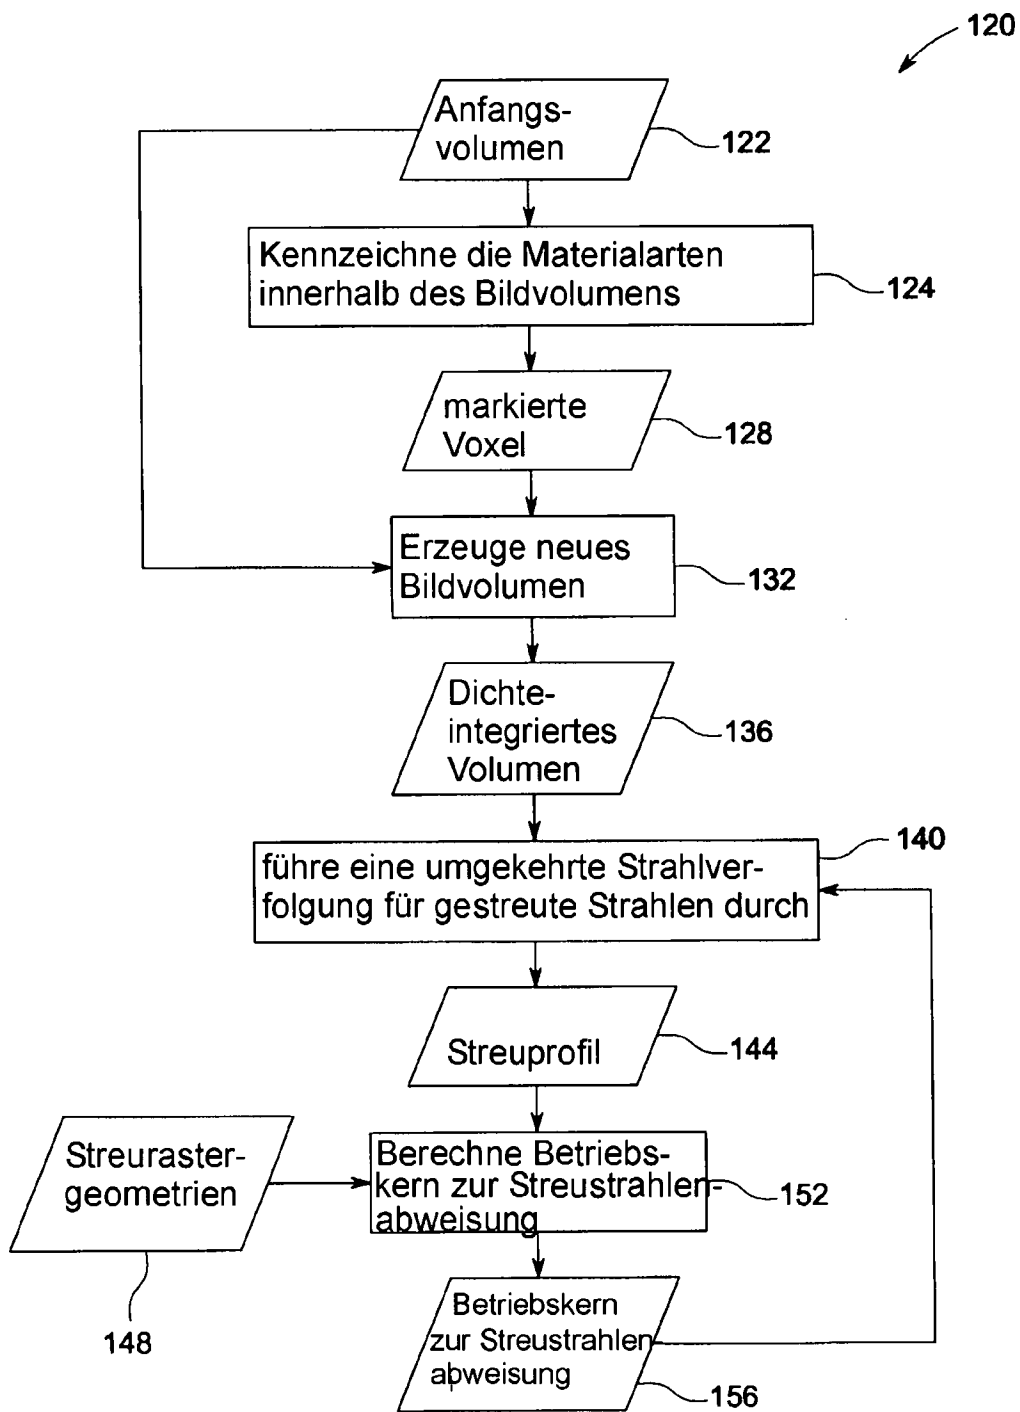 120
Anfangs-
volumen
122
Kennzeichne die Materialarten
innerhalb des Bildvolumens
124
markierte
Voxel
128
Erzeuge neues
Bildvolumen
132
Dichte-
integriertes
Volumen
136
140
führe eine umgekehrte Strahlver-
folgung für gestreute Strahlen durch
Streuprofil
144
Streuraster-
geometrien
148
Berechne Betriebs-
kern zur Streustrahlen-
abweisung
152
Betriebskern
zur Streustrahlen
abweisung
156